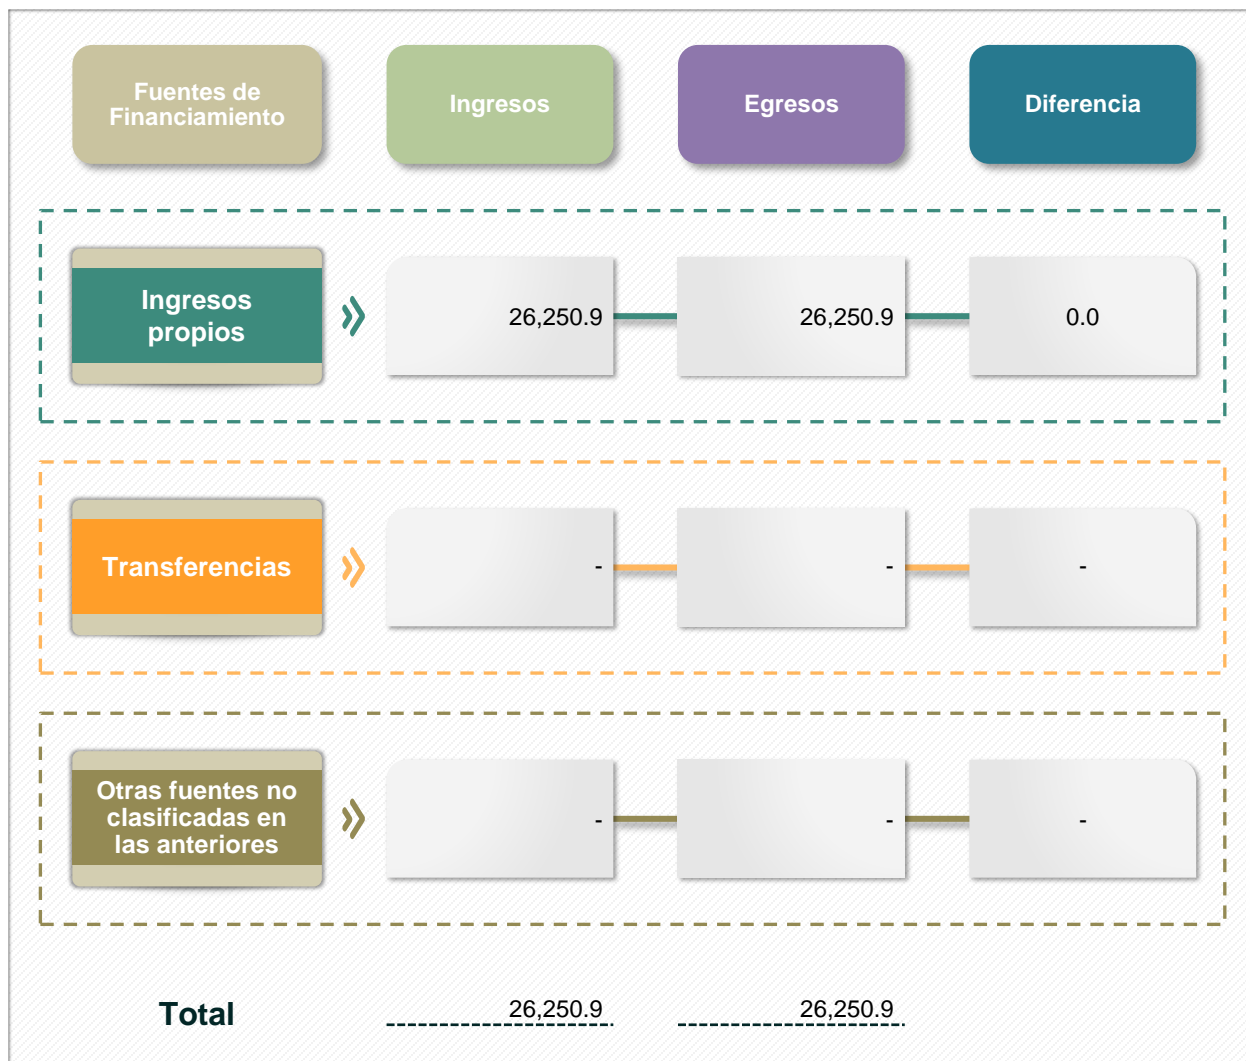 Fuentes de
Financiamiento
Ingresos
Egresos
Diferencia
Ingresos
propios
26,250.9
26,250.9
0.0
Transferencias
-
-
-
Otras fuentes no
clasificadas en
las anteriores
-
-
-
Total
26,250.9
26,250.9